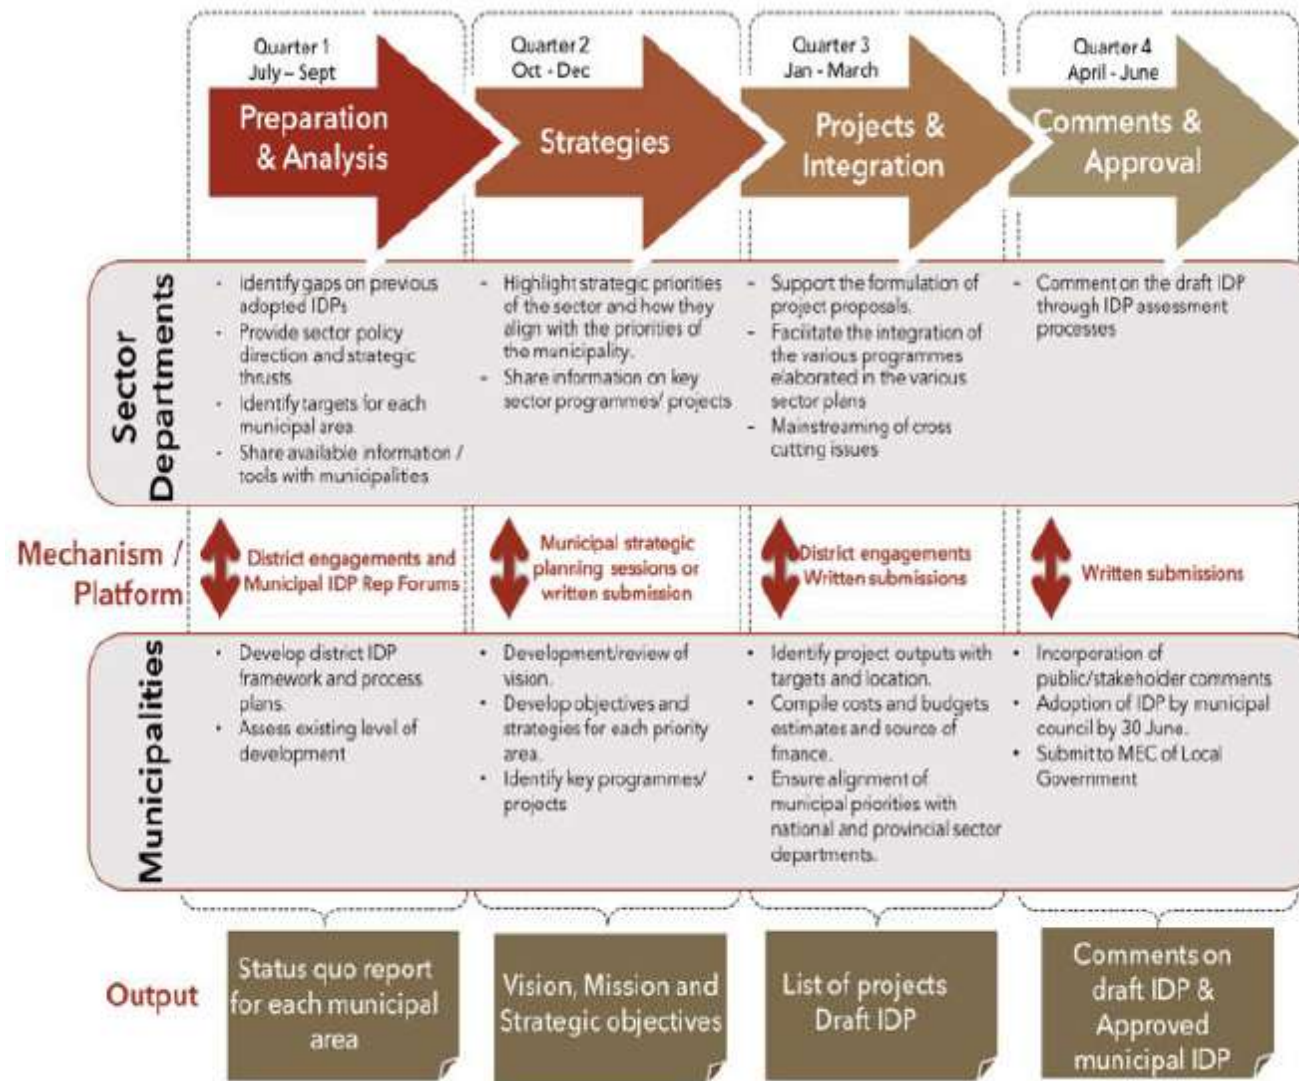 Quarter 1
July – Sept
Preparation
& Analysis
Quarter 2
Oct - Dec
Strategies
Quarter 3
Jan - March
Projects &
Integration
Quarter 4
April - June
Comments &
Approval
Sector
Departments
- Identify gaps on previous
adopted IDPs
- Provide sector policy
direction and strategic
thrusts
- Identify targets for each
municipal area
- Share available information /
tools with municipalities
- Highlight strategic priorities
of the sector and how they
align with the priorities of
the municipality.
- Share information on key
sector programmes/ projects
- Support the formulation of
project proposals.
- Facilitate the integration of
the various programmes
elaborated in the various
sector plans
- Mainstreaming of cross
cutting issues
- Comment on the draft IDP
through IDP assessment
processes
Mechanism /
Platform
District engagements and
Municipal IDP Rep Forums
Municipal strategic
planning sessions or
written submission
District engagements
Written submissions
Written submissions
Municipalities
• Develop district IDP
framework and process
plans.
• Assess existing level of
development
• Development/review of
vision.
• Develop objectives and
strategies for each priority
area.
• Identify key programmes/
projects
• Identify project outputs with
targets and location.
• Compile costs and budgets
estimates and source of
finance.
• Ensure alignment of
municipal priorities with
national and provincial sector
departments.
• Incorporation of
public/stakeholder comments
• Adoption of IDP by municipal
council by 30 June.
• Submit to MEC of Local
Government
Output
Status quo report
for each municipal
area
Vision, Mission and
Strategic objectives
List of projects
Draft IDP
Comments on
draft IDP &
Approved
municipal IDP